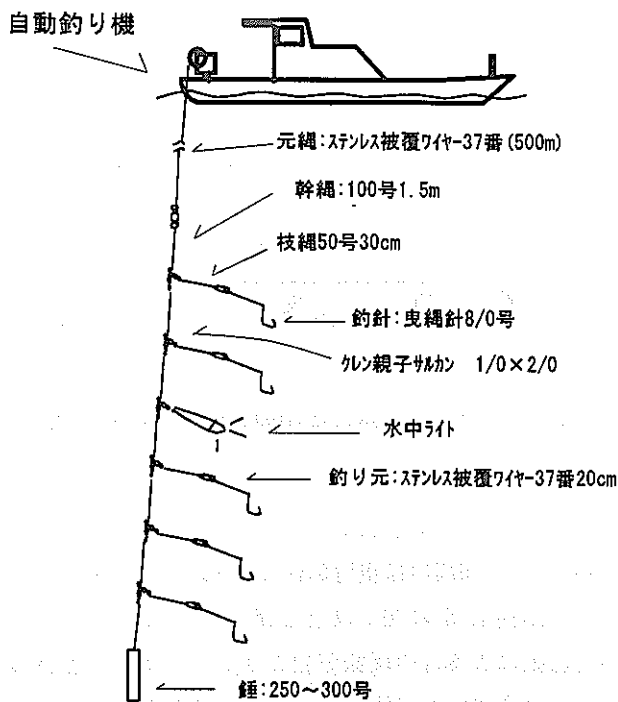 自動釣り機
元縄：ステンレス被覆ワイヤー37番(500m)
幹縄：100号1.5m
枝縄50号30cm
釣針：曳縄針8/0号
クレン親子サルカン 1/0×2/0
水中ライト
釣り元：ステンレス被覆ワイヤー37番20cm
錘：250～300号